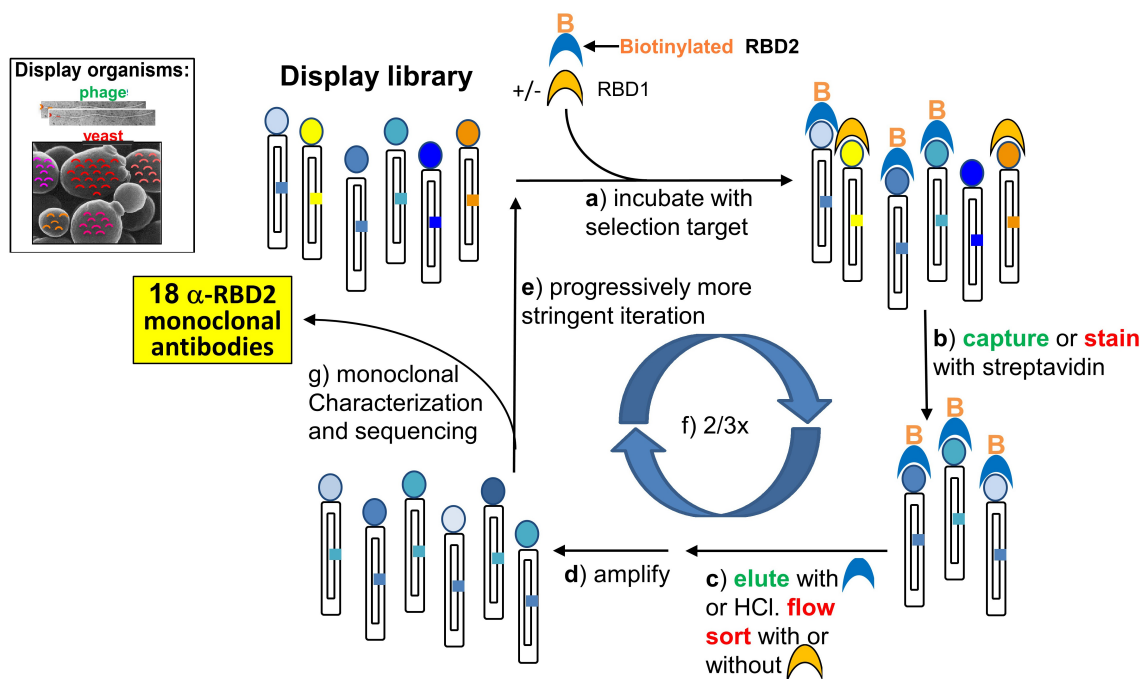 Display organisms:
phage
yeast
Display library
B
Biotinylated RBD2
+/- RBD1
a) incubate with
selection target
B
B
B
b) capture or stain
with streptavidin
B
B
B
c) elute with
or HCl. flow
sort with or
without
d) amplify
e) progressively more
stringent iteration
f) 2/3x
g) monoclonal
Characterization
and sequencing
18 α-RBD2
monoclonal
antibodies